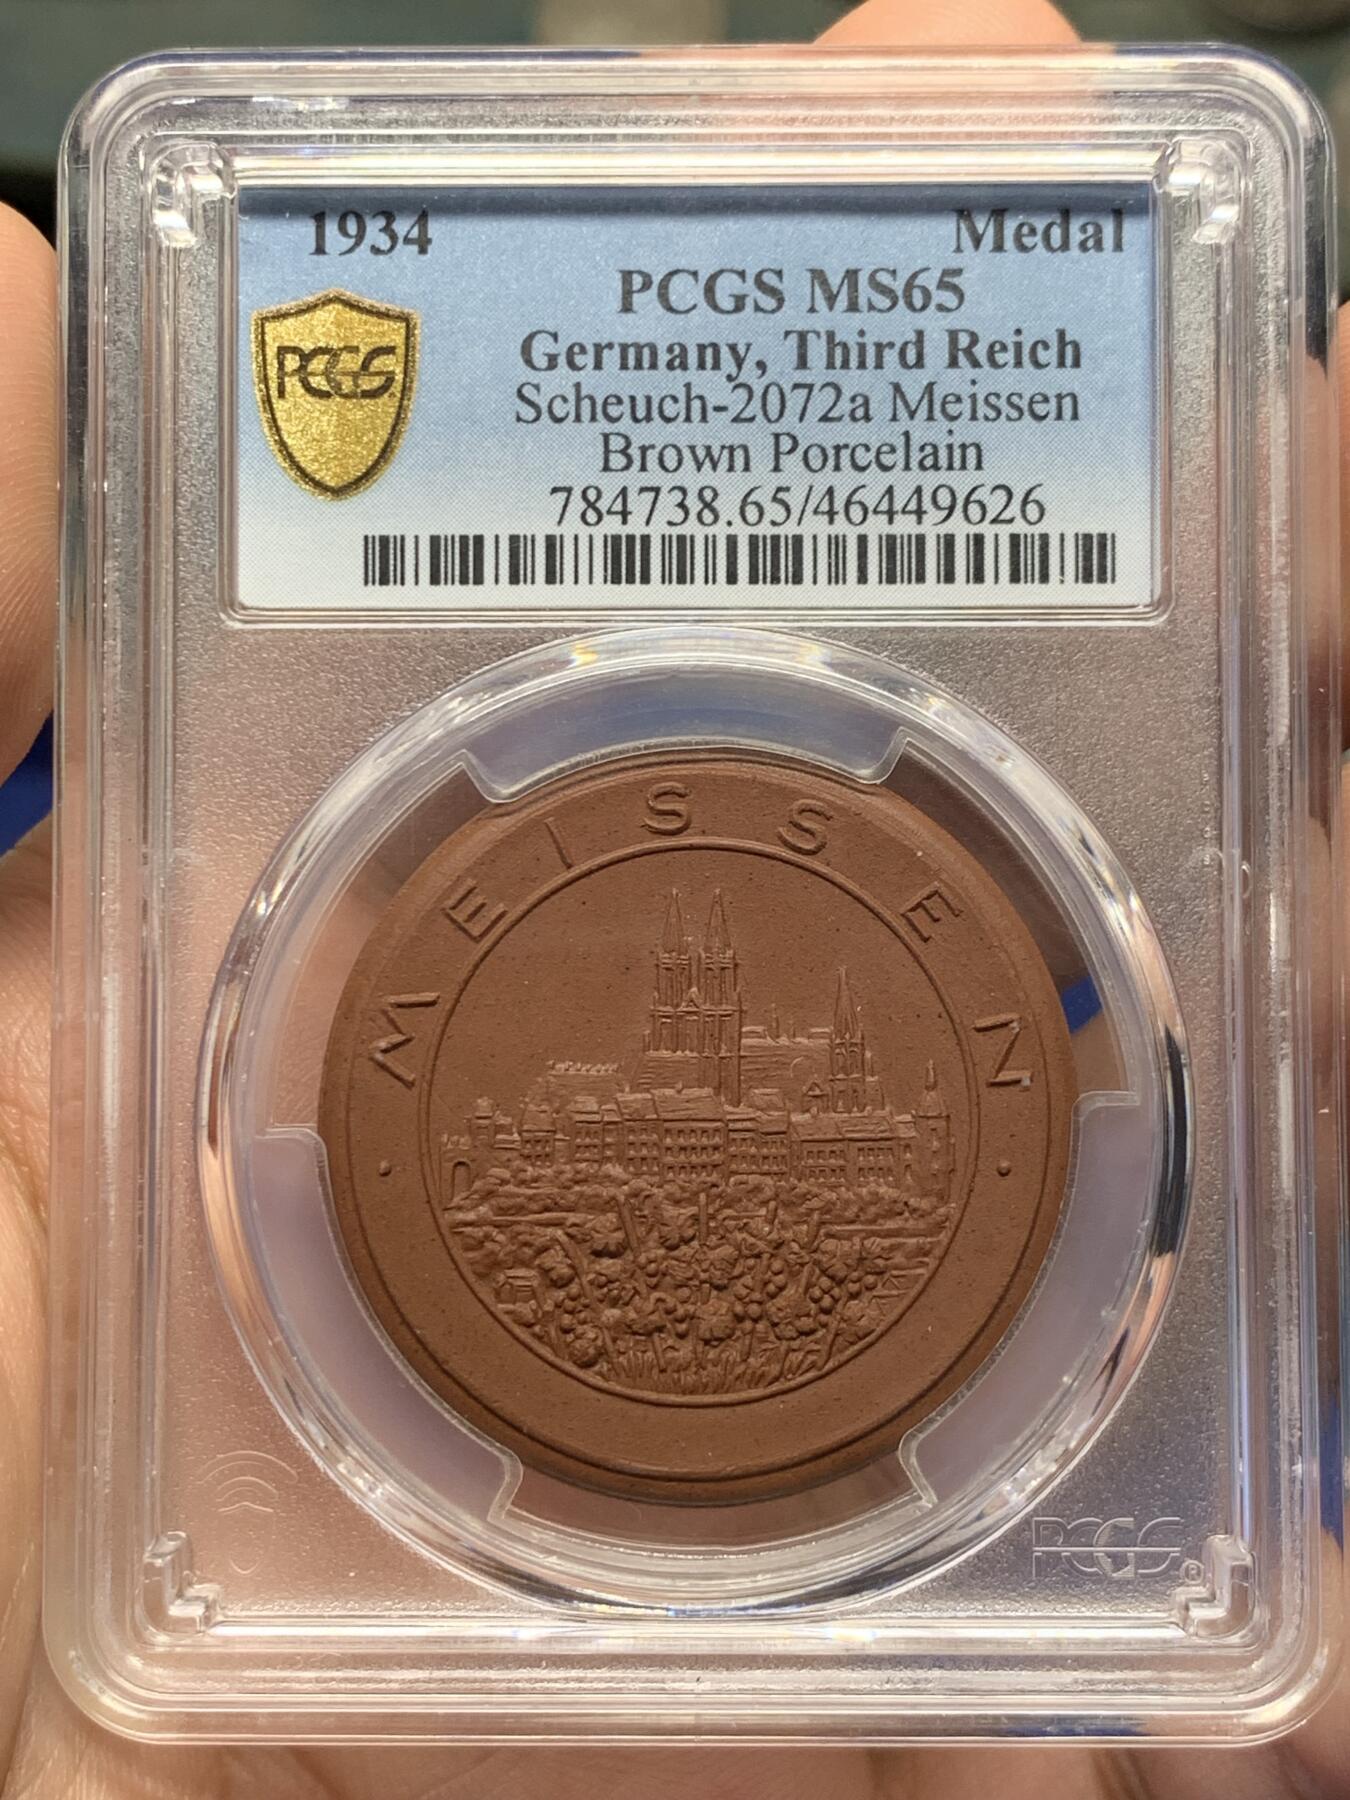 1934 Medal
PCGS MS65
Germany, Third Reich
PCGS
Scheuch-2072a Meissen
Brown Porcelain
784738.65/46449626
MEISSEN
PCGS ®